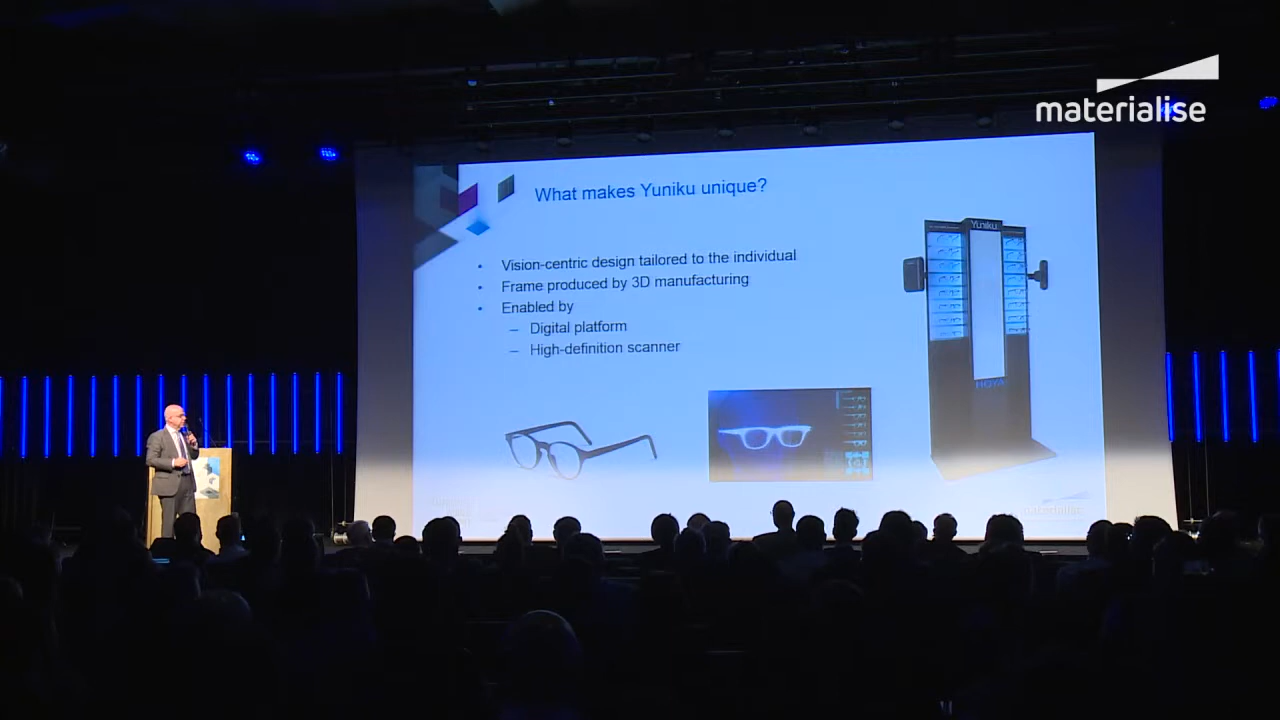 materialise
What makes Yuniku unique?
• Vision-centric design tailored to the individual
• Frame produced by 3D manufacturing
• Enabled by
– Digital platform
– High-definition scanner
Yuniku
HOYA
materialise